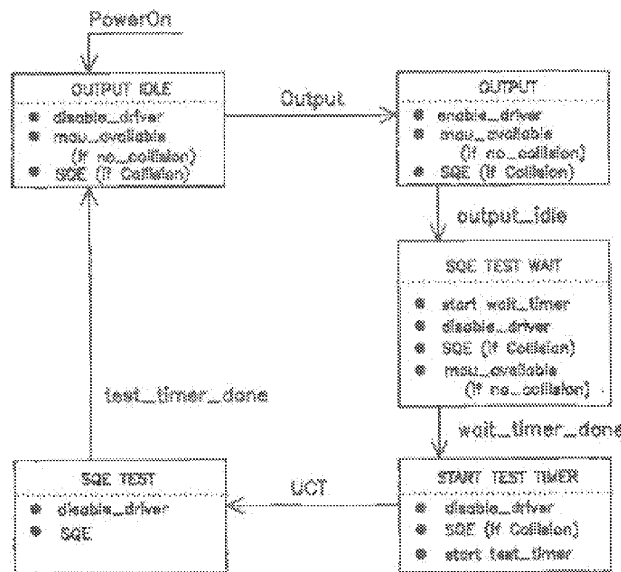 PowerOn
OUTPUT IDLE
● disable_driver
● mau_available
(if no_collision)
● SQE (if Collision)
Output
OUTPUT
● enable_driver
● mau_available
(if no_collision)
● SQE (if Collision)
output_idle
SQE TEST WAIT
● start wait_timer
● disable_driver
● SQE (if Collision)
● mau_available
(if no_collision)
wait_timer_done
START TEST TIMER
● disable_driver
● SQE (if Collision)
● start test_timer
UCT
SQE TEST
● disable_driver
● SQE
test_timer_done